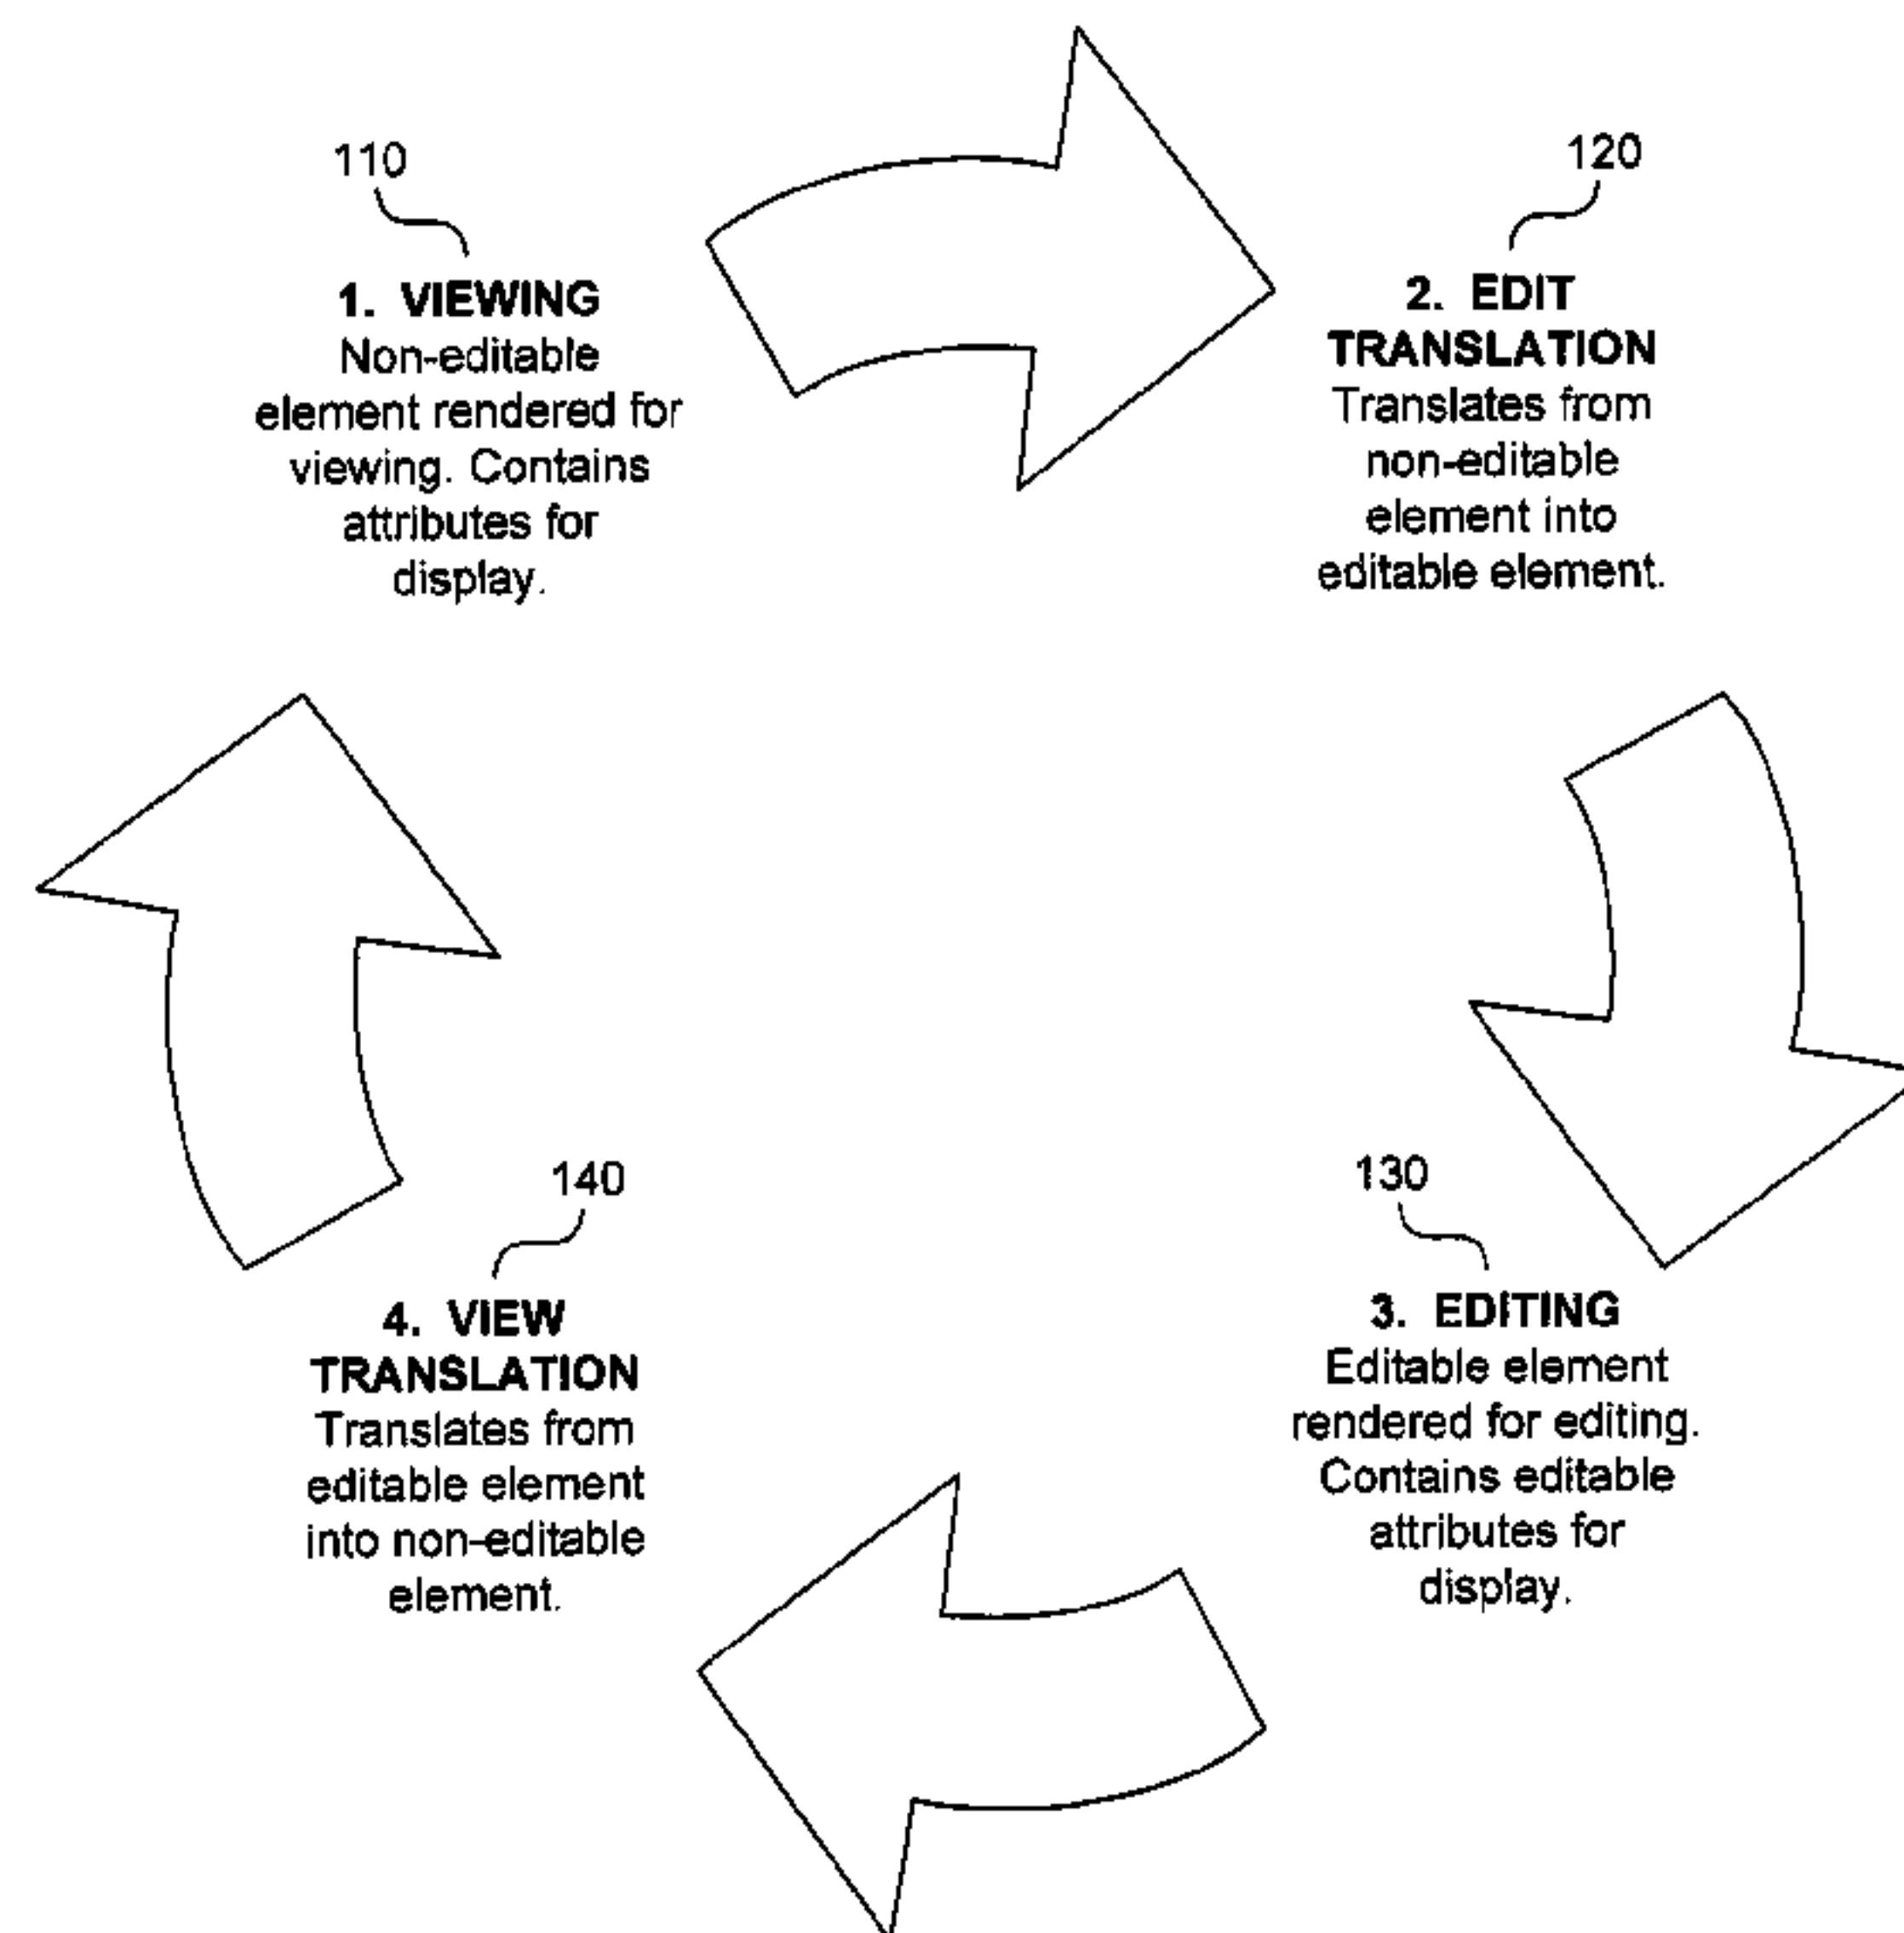 110
1. VIEWING
Non-editable
element rendered for
viewing. Contains
attributes for
display.
120
2. EDIT
TRANSLATION
Translates from
non-editable
element into
editable element.
130
3. EDITING
Editable element
rendered for editing.
Contains editable
attributes for
display.
140
4. VIEW
TRANSLATION
Translates from
editable element
into non-editable
element.